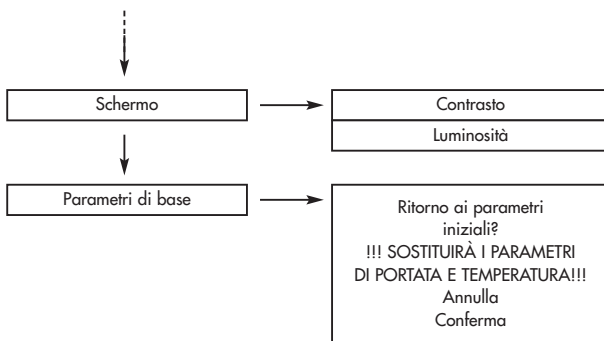 Schermo
Contrasto
Luminosità
Parametri di base
Ritorno ai parametri
iniziali?
!!! SOSTITUIRÀ I PARAMETRI
DI PORTATA E TEMPERATURA!!!
Annulla
Conferma